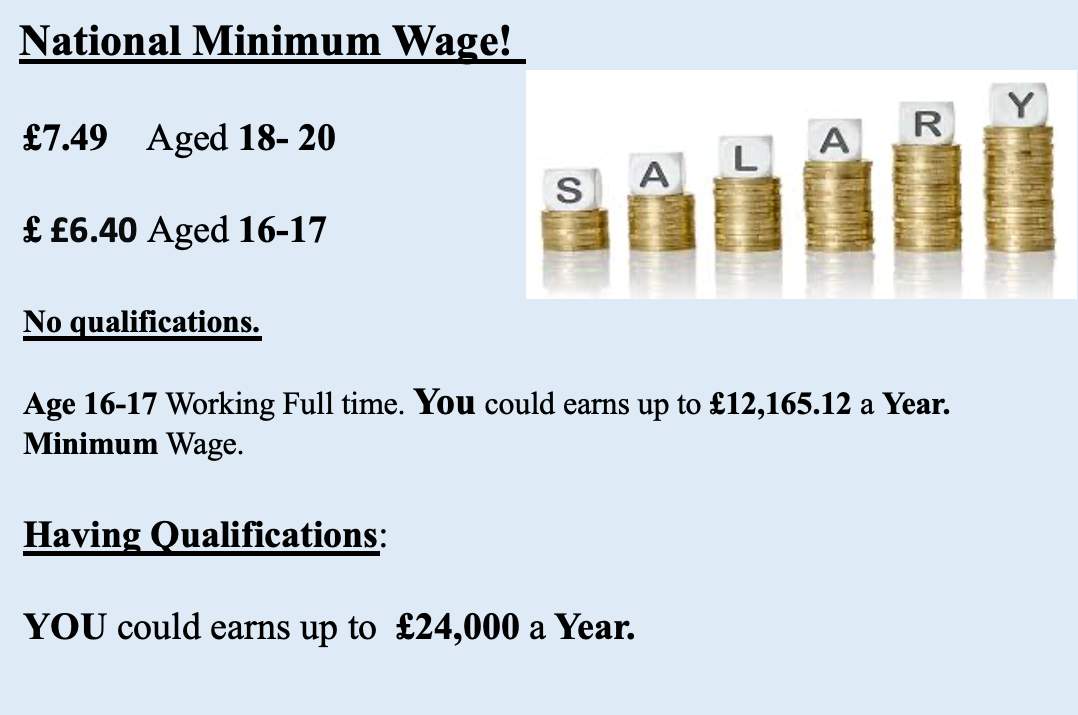 National Minimum Wage!
S A L A R Y
£7.49 Aged 18- 20
£ £6.40 Aged 16-17
No qualifications.
Age 16-17 Working Full time. You could earns up to £12,165.12 a Year.
Minimum Wage.
Having Qualifications:
YOU could earns up to £24,000 a Year.